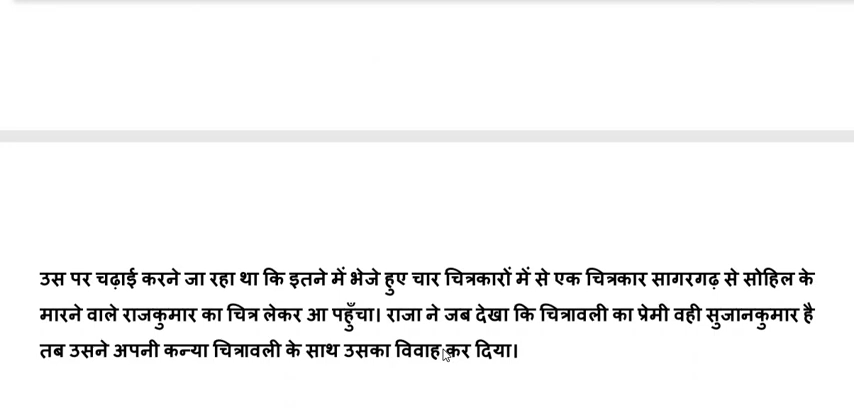 उस पर चढ़ाई करने जा रहा था कि इतने में भेजे हुए चार चित्रकारों में से एक चित्रकार सागरगढ़ से सोहिल के
मारने वाले राजकुमार का चित्र लेकर आ पहुँचा। राजा ने जब देखा कि चित्रावली का प्रेमी वही सुजानकुमार है
तब उसने अपनी कन्या चित्रावली के साथ उसका विवाह कर दिया।